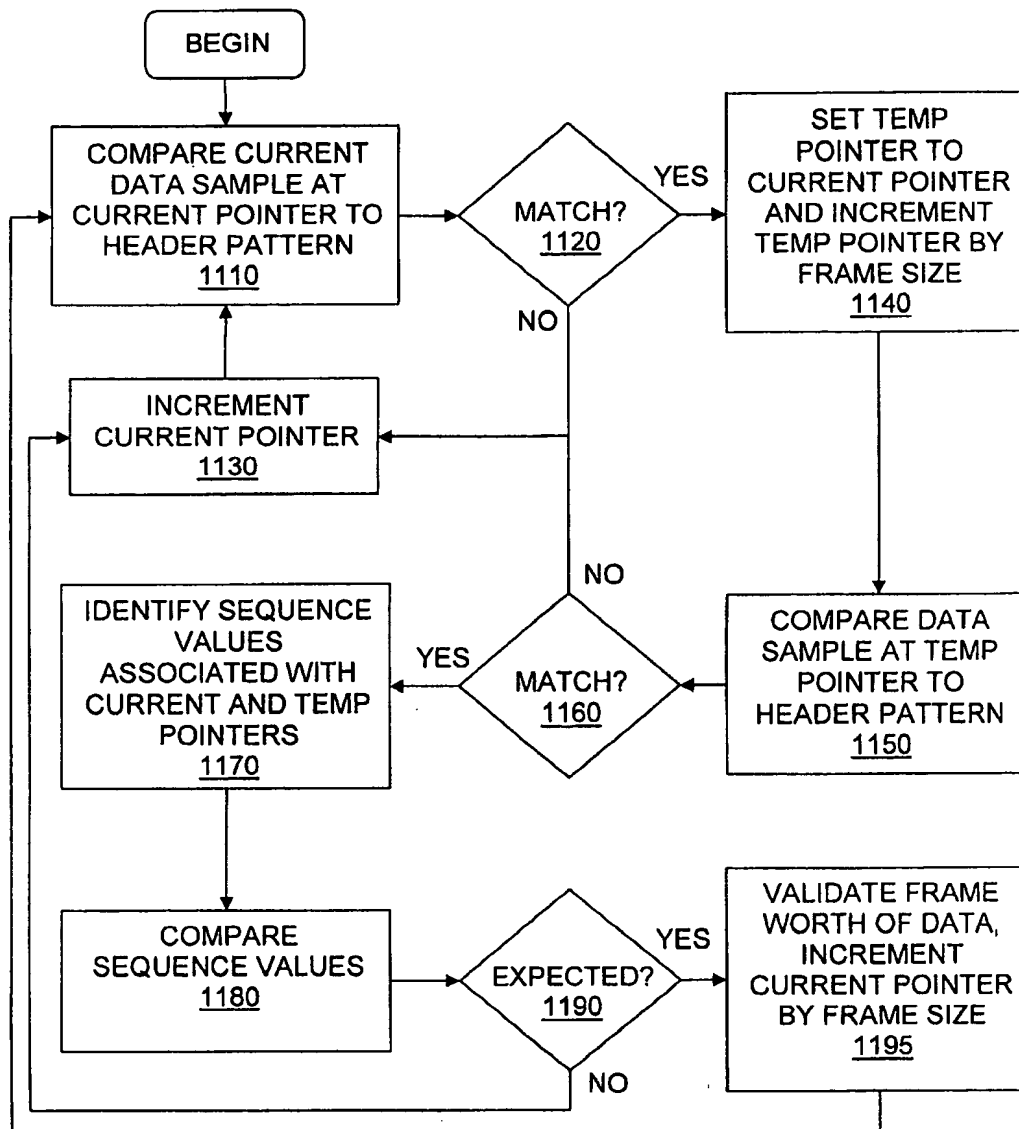 BEGIN
COMPARE CURRENT
DATA SAMPLE AT
CURRENT POINTER TO
HEADER PATTERN
1110
MATCH?
1120
YES
NO
SET TEMP
POINTER TO
CURRENT POINTER
AND INCREMENT
TEMP POINTER BY
FRAME SIZE
1140
INCREMENT
CURRENT POINTER
1130
COMPARE DATA
SAMPLE AT TEMP
POINTER TO
HEADER PATTERN
1150
NO
MATCH?
1160
YES
IDENTIFY SEQUENCE
VALUES
ASSOCIATED WITH
CURRENT AND TEMP
POINTERS
1170
COMPARE
SEQUENCE VALUES
1180
EXPECTED?
1190
YES
NO
VALIDATE FRAME
WORTH OF DATA,
INCREMENT
CURRENT POINTER
BY FRAME SIZE
1195